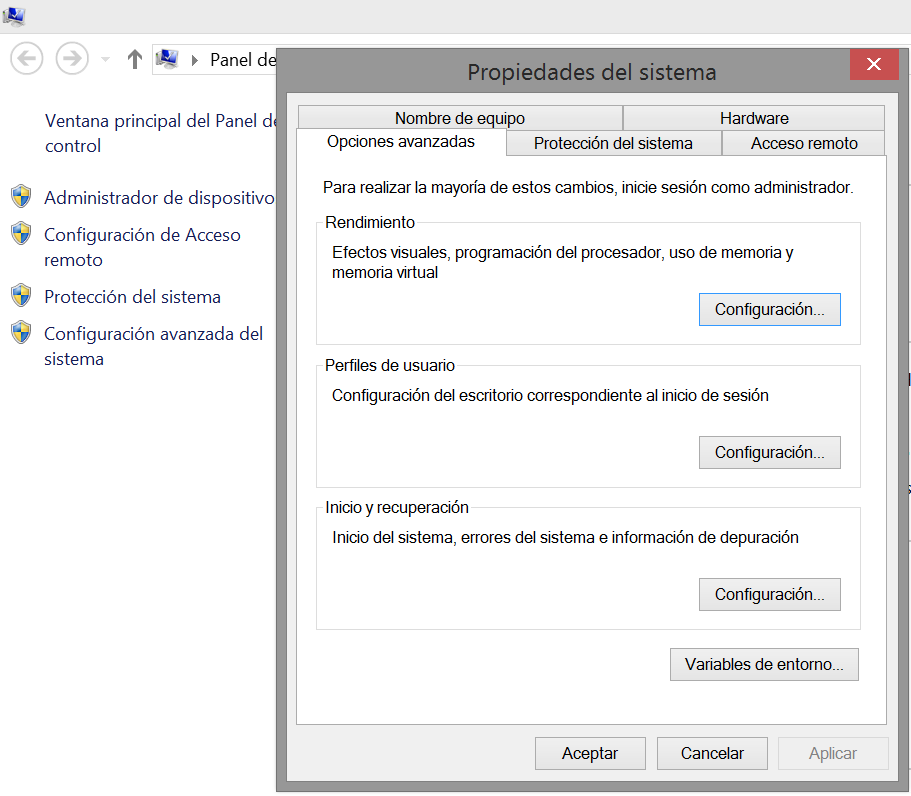 Panel de
Ventana principal del Panel de
control
Administrador de dispositivo
Configuración de Acceso
remoto
Protección del sistema
Configuración avanzada del
sistema
Propiedades del sistema
Nombre de equipo
Hardware
Opciones avanzadas
Protección del sistema
Acceso remoto
Para realizar la mayoría de estos cambios, inicie sesión como administrador.
Rendimiento
Efectos visuales, programación del procesador, uso de memoria y
memoria virtual
Configuración...
Perfiles de usuario
Configuración del escritorio correspondiente al inicio de sesión
Configuración...
Inicio y recuperación
Inicio del sistema, errores del sistema e información de depuración
Configuración...
Variables de entorno...
Aceptar
Cancelar
Aplicar